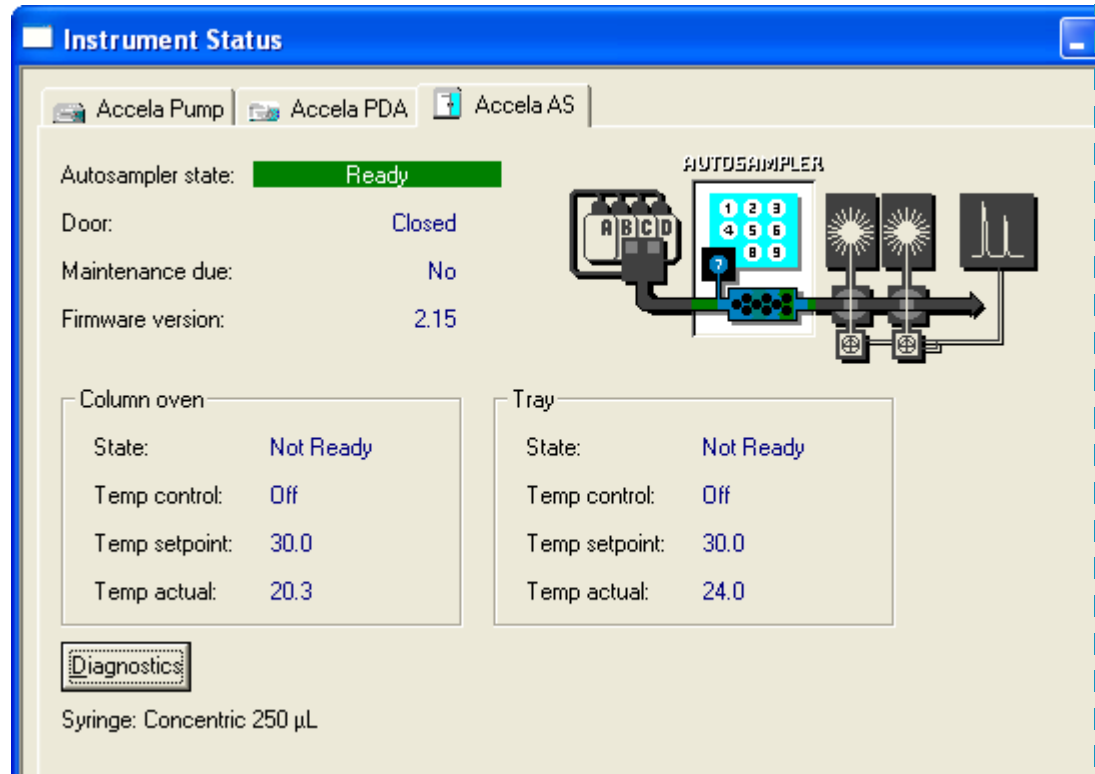 Instrument Status
Accela Pump
Accela PDA
Accela AS
Autosampler state: Ready
Door: Closed
Maintenance due: No
Firmware version: 2.15
AUTOSAMPLER
1 2 3
A B C D
4 5 6
8 9
7
Column oven
State: Not Ready
Temp control: Off
Temp setpoint: 30.0
Temp actual: 20.3
Tray
State: Not Ready
Temp control: Off
Temp setpoint: 30.0
Temp actual: 24.0
Diagnostics
Syringe: Concentric 250 µL